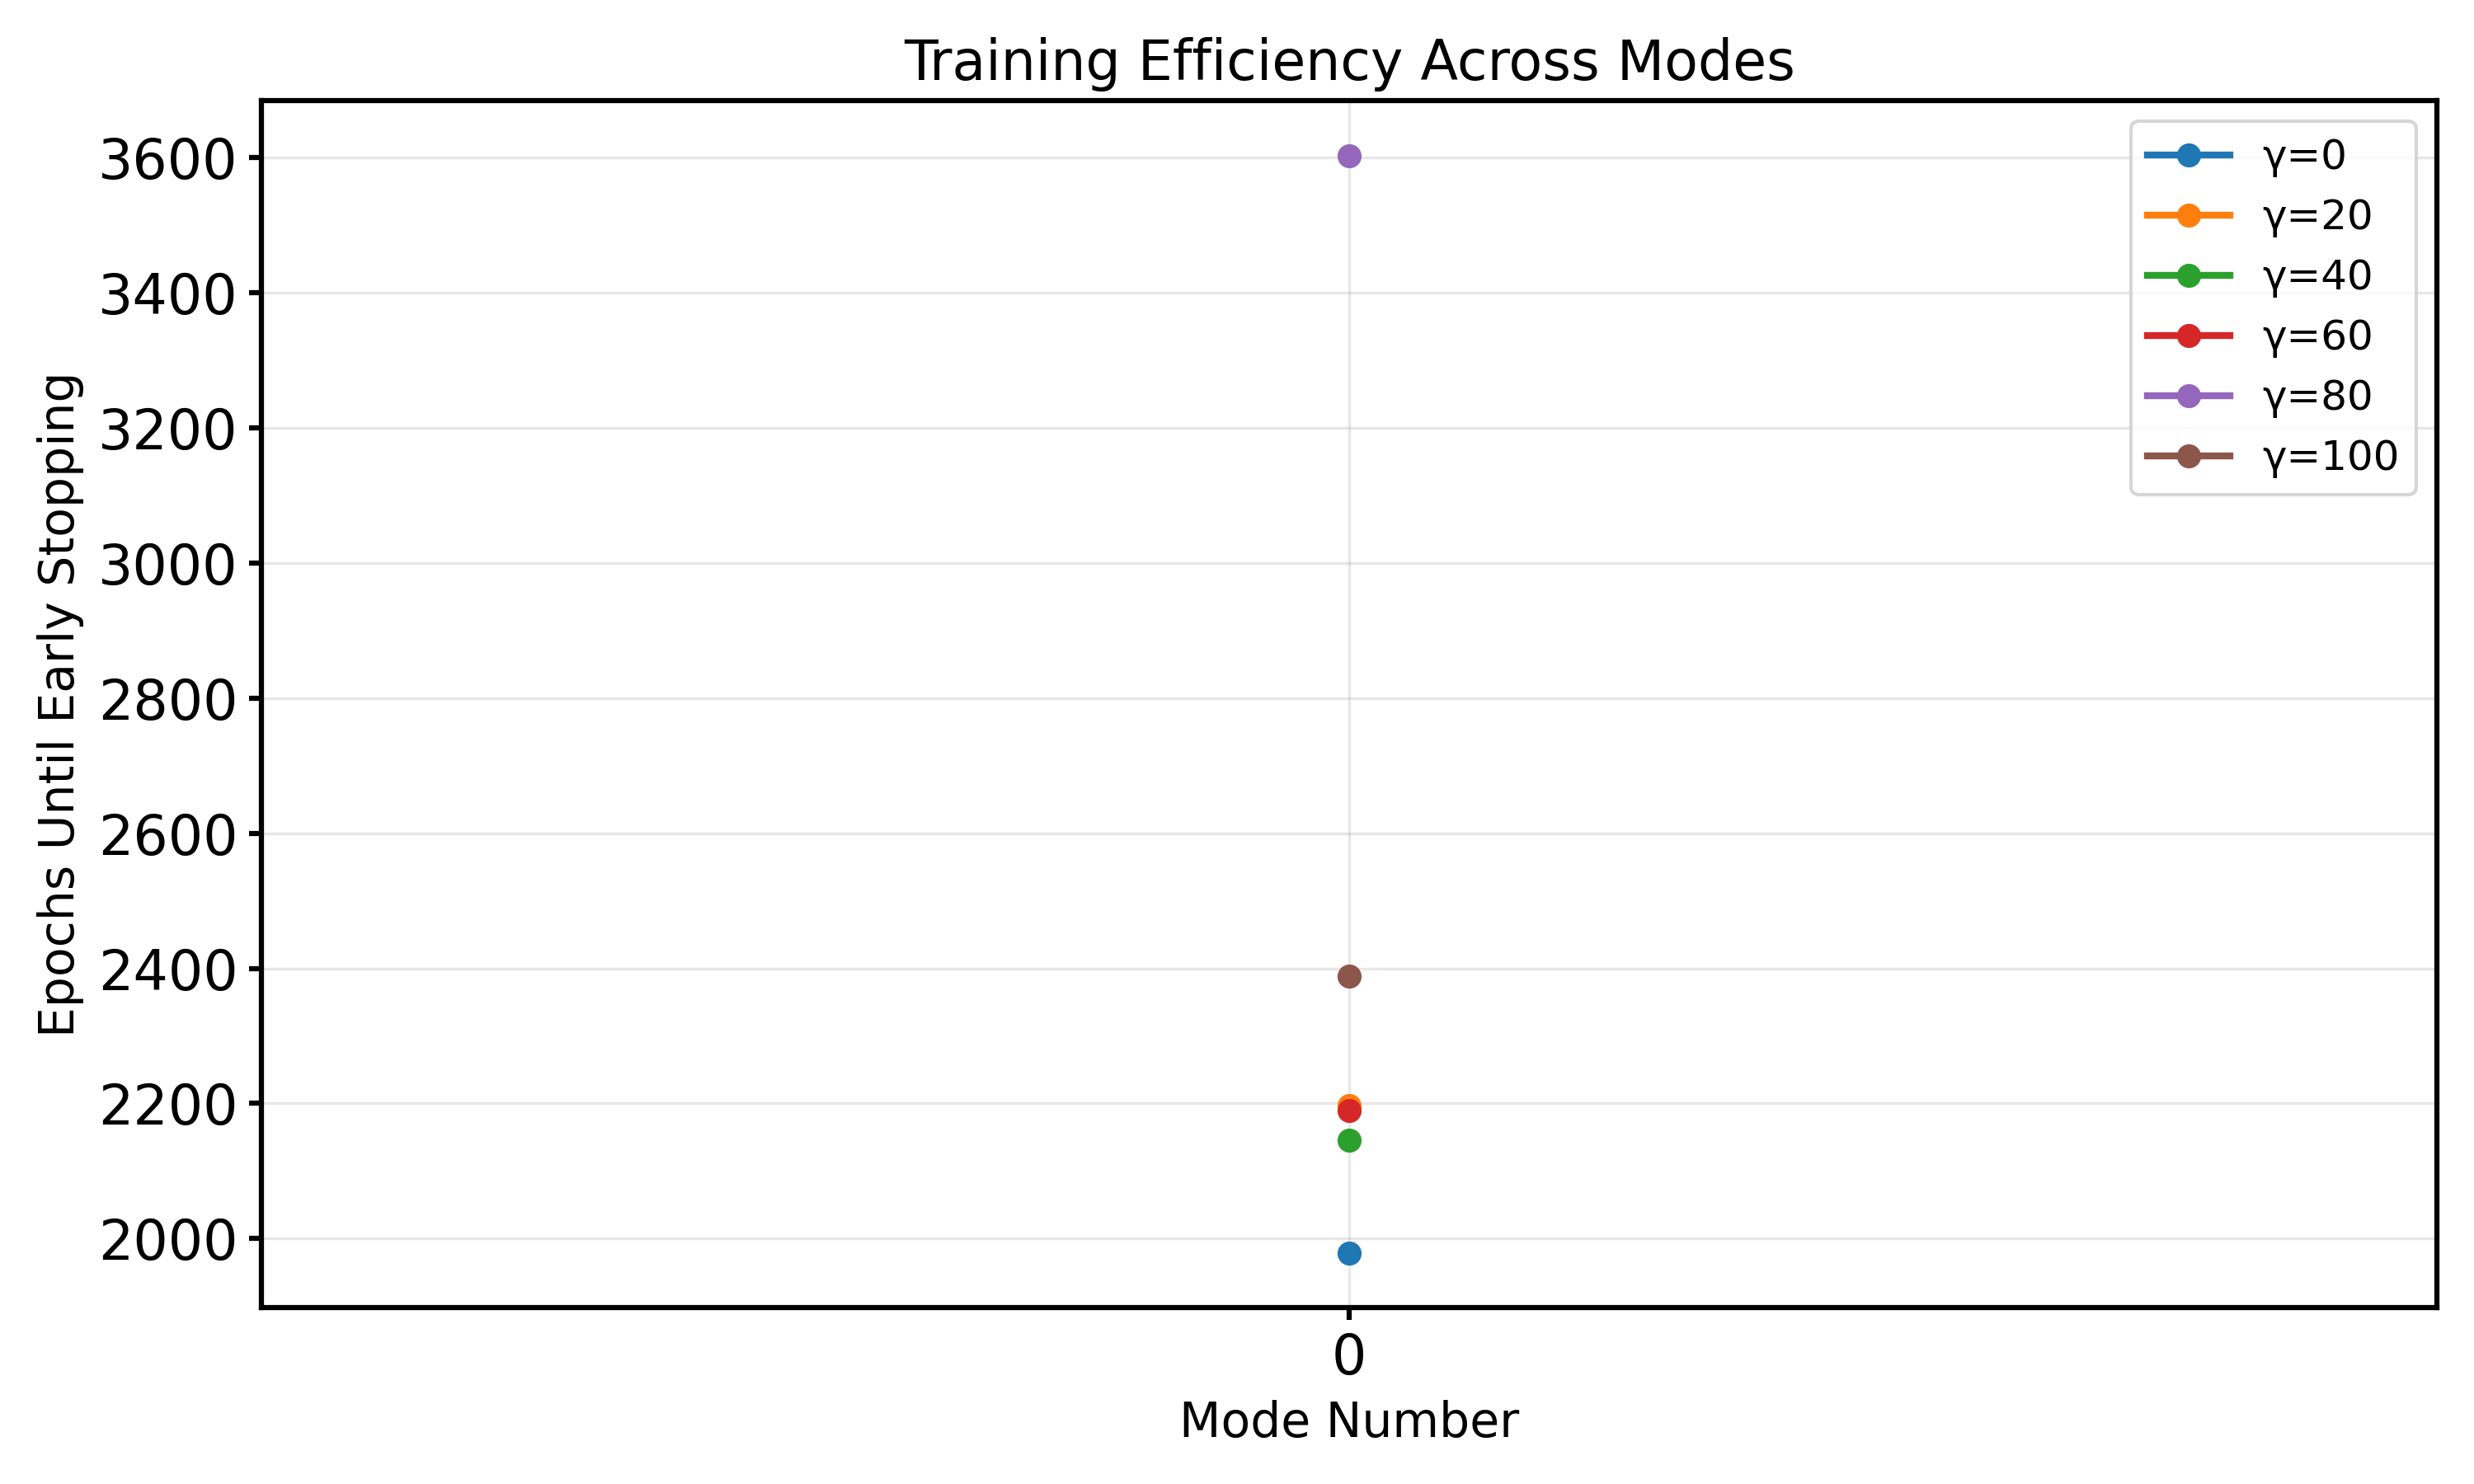 Training Efficiency Across Modes
Epochs Until Early Stopping
3600
3400
3200
3000
2800
2600
2400
2200
2000
γ=0
γ=20
γ=40
γ=60
γ=80
γ=100
0
Mode Number